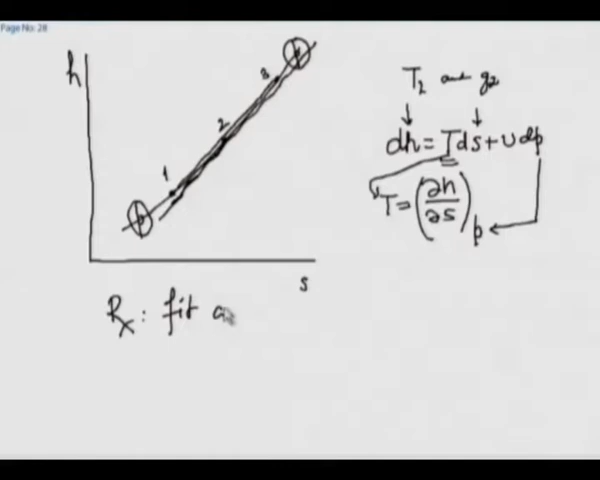 Page No: 28
h
3
2
1
s
T₂ and g₂
dh = Tds + vdp
T = (∂h/∂s)p
Rx: fit a